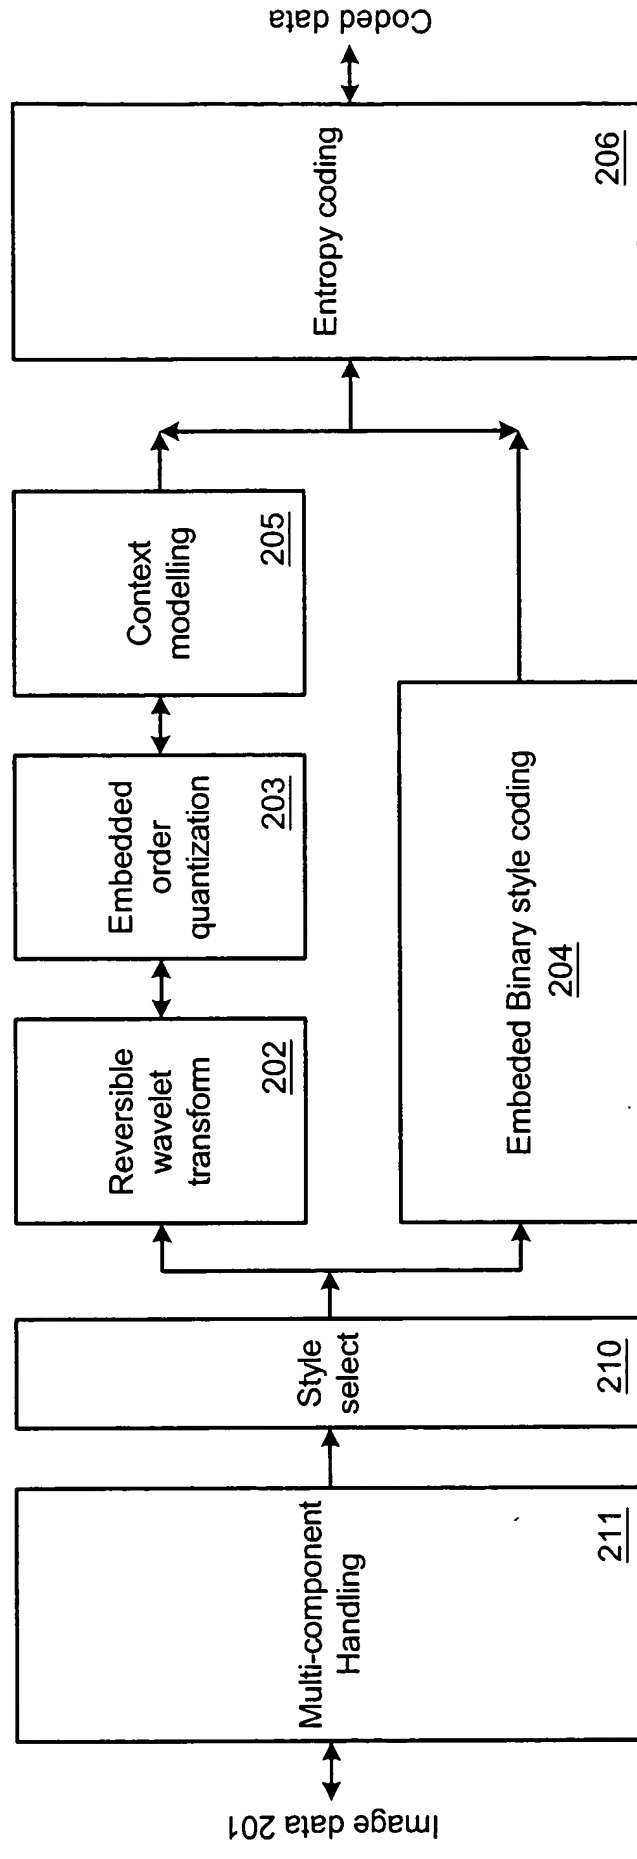 Image data 201
Multi-component
Handling
211
Style
select
210
Reversible
wavelet
transform
202
Embedded
order
quantization
203
Context
modelling
205
Embeded Binary style coding
204
Entropy coding
206
Coded data